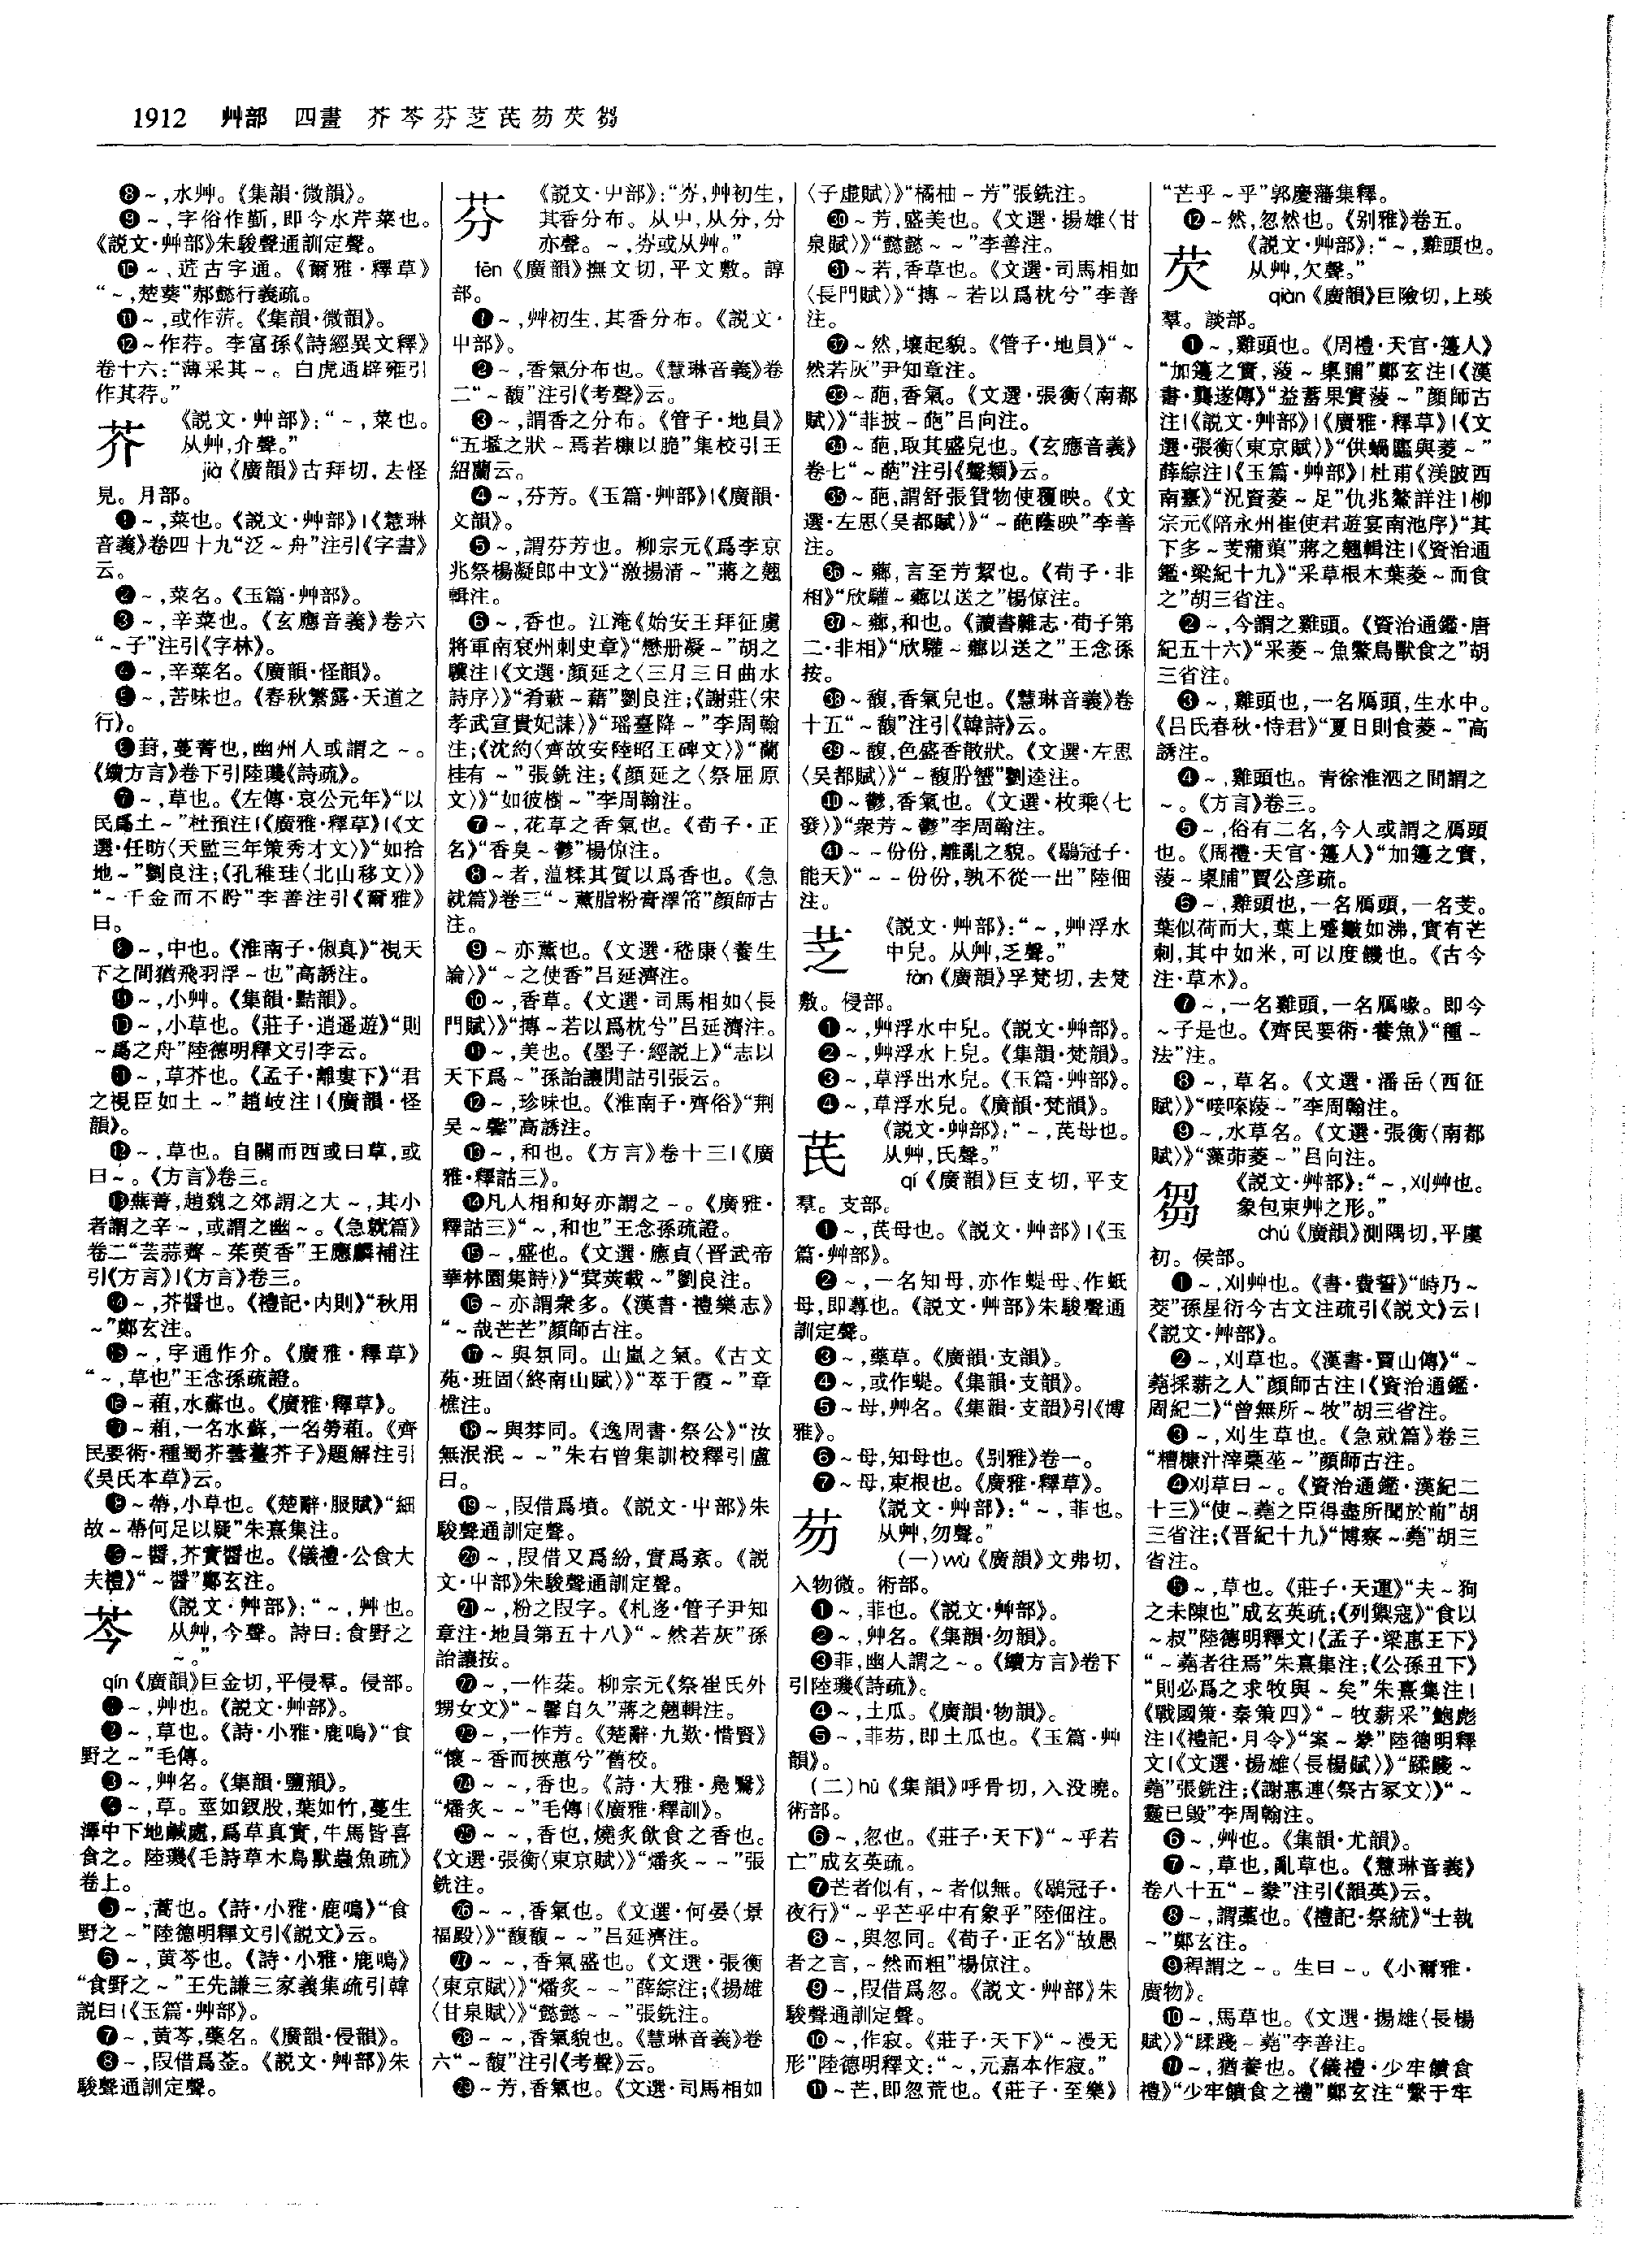 1912 艸部 四畫 芥芩芬芝芪芴芡芻
❽～,水艸。《集韻·微韻》。
❾～,字俗作斳,即今水芹菜也。
《説文·艸部》朱駿聲通訓定聲。
❿～、菦古字通。《爾雅·釋草》
“～,楚葵”郝懿行義疏。
⓫～,或作䓄。《集韻·微韻》。
⓬～作荇。李富孫《詩經異文釋》
卷十六:“薄采其～。白虎通辟雍引
作其荇。”
芥 《説文·艸部》:“～,菜也。
从艸,介聲。”
jiè《廣韻》古拜切,去怪
見。月部。
❶～,菜也。《説文·艸部》|《慧琳
音義》卷四十九“泛～舟”注引《字書》
云。
❷～,菜名。《玉篇·艸部》。
❸～,辛菜也。《玄應音義》卷六
“～子”注引《字林》。
❹～,辛菜名。《廣韻·怪韻》。
❺～,苦味也。《春秋繁露·天道之
行》。
❻葑,蔓菁也,幽州人或謂之～。
《續方言》卷下引陸璣《詩疏》。
❼～,草也。《左傳·哀公元年》“以
民爲土～”杜預注|《廣雅·釋草》|《文
選·任昉〈天監三年策秀才文〉》“如拾
地～”劉良注;《孔稚珪〈北山移文〉》
“～千金而不盻”李善注引《爾雅》
曰。
❽～,中也。《淮南子·俶真》“視天
下之間猶飛羽浮～也”高誘注。
❾～,小艸。《集韻·黠韻》。
❿～,小草也。《莊子·逍遥遊》“則
～爲之舟”陸德明釋文引李云。
⓫～,草芥也。《孟子·離婁下》“君
之視臣如土～”趙岐注|《廣韻·怪
韻》。
⓬～,草也。自關而西或曰草,或
曰～。《方言》卷三。
⓭蕪菁,趙魏之郊謂之大～,其小
者謂之辛～,或謂之幽～。《急就篇》
卷二“芸蒜薺～茱萸香”王應麟補注
引《方言》|《方言》卷三。
⓮～,芥醬也。《禮記·内則》“秋用
～”鄭玄注。
⓯～,字通作介。《廣雅·釋草》
“～,草也”王念孫疏證。
⓰～葅,水蘇也。《廣雅·釋草》。
⓱～葅,一名水蘇,一名勞葅。《齊
民要術·種蜀芥蕓薹芥子》題解注引
《吴氏本草》云。
⓲～蔕,小草也。《楚辭·服賦》“細
故～蔕何足以疑”朱熹集注。
⓳～醬,芥實醬也。《儀禮·公食大
夫禮》“～醬”鄭玄注。
芩 《説文·艸部》:“～,艸也。
从艸,今聲。詩曰:食野之
～。”
qín《廣韻》巨金切,平侵羣。侵部。
❶～,艸也。《説文·艸部》。
❷～,草也。《詩·小雅·鹿鳴》“食
野之～”毛傳。
❸～,艸名。《集韻·鹽韻》。
❹～,草。莖如釵股,葉如竹,蔓生
澤中下地鹹處,爲草真實,牛馬皆喜
食之。陸璣《毛詩草木鳥獸蟲魚疏》
卷上。
❺～,蒿也。《詩·小雅·鹿鳴》“食
野之～”陸德明釋文引《説文》云。
❻～,黄芩也。《詩·小雅·鹿鳴》
“食野之～”王先謙三家義集疏引韓
説曰|《玉篇·艸部》。
❼～,黄芩,藥名。《廣韻·侵韻》。
❽～,叚借爲荃。《説文·艸部》朱
駿聲通訓定聲。
芬 《説文·屮部》:“岎,艸初生,
其香分布。从屮,从分,分
亦聲。～,岎或从艸。”
fēn《廣韻》撫文切,平文敷。諄
部。
❶～,艸初生,其香分布。《説文·
屮部》。
❷～,香氣分布也。《慧琳音義》卷
二“～馥”注引《考聲》云。
❸～,謂香之分布。《管子·地員》
“五壏之狀～焉若糠以脆”集校引王
紹蘭云。
❹～,芬芳。《玉篇·艸部》|《廣韻·
文韻》。
❺～,謂芬芳也。柳宗元《爲李京
兆祭楊凝郎中文》“激揚清～”蔣之翹
輯注。
❻～,香也。江淹《始安王拜征虜
將軍南兗州刺史章》“懋册凝～”胡之
驥注|《文選·顔延之〈三月三日曲水
詩序〉》“肴蔌～藉”劉良注;《謝莊〈宋
孝武宣貴妃誄〉》“瑶臺降～”李周翰
注;《沈約〈齊故安陸昭王碑文〉》“蘭
桂有～”張銑注;《顔延之〈祭屈原
文〉》“如彼樹～”李周翰注。
❼～,花草之香氣也。《荀子·正
名》“香臭～鬱”楊倞注。
❽～者,蕰糅其質以爲香也。《急
就篇》卷三“～薰脂粉膏澤筩”顔師古
注。
❾～亦薰也。《文選·嵇康〈養生
論〉》“～之使香”吕延濟注。
❿～,香草。《文選·司馬相如〈長
門賦〉》“摶～若以爲枕兮”吕延濟注。
⓫～,美也。《墨子·經説上》“志以
天下爲～”孫詒讓閒詁引張云。
⓬～,珍味也。《淮南子·齊俗》“荆
吴～馨”高誘注。
⓭～,和也。《方言》卷十三|《廣
雅·釋詁三》。
⓮凡人相和好亦謂之～。《廣雅·
釋詁三》“～,和也”王念孫疏證。
⓯～,盛也。《文選·應貞〈晋武帝
華林園集詩〉》“蓂莢載～”劉良注。
⓰～亦謂衆多。《漢書·禮樂志》
“～哉芒芒”顔師古注。
⓱～與氛同。山嵐之氣。《古文
苑·班固〈終南山賦〉》“萃于霞～”章
樵注。
⓲～與棼同。《逸周書·祭公》“汝
無泯泯～～”朱右曾集訓校釋引盧
曰。
⓳～,叚借爲墳。《説文·屮部》朱
駿聲通訓定聲。
⓴～,叚借又爲紛,實爲紊。《説
文·屮部》朱駿聲通訓定聲。
㉑～,粉之叚字。《札迻·管子尹知
章注·地員第五十八》“～然若灰”孫
詒讓按。
㉒～,一作棻。柳宗元《祭崔氏外
甥女文》“～馨自久”蔣之翹輯注。
㉓～,一作芳。《楚辭·九歎·惜賢》
“懷～香而挾蕙兮”舊校。
㉔～～,香也。《詩·大雅·鳧鷖》
“燔炙～～”毛傳|《廣雅·釋訓》。
㉕～～,香也,燒炙飲食之香也。
《文選·張衡〈東京賦〉》“燔炙～～”張
銑注。
㉖～～,香氣也。《文選·何晏〈景
福殿〉》“馥馥～～”吕延濟注。
㉗～～,香氣盛也。《文選·張衡
〈東京賦〉》“燔炙～～”薛綜注;《揚雄
〈甘泉賦〉》“懿懿～～”張銑注。
㉘～～,香氣貌也。《慧琳音義》卷
六“～馥”注引《考聲》云。
㉙～芳,香氣也。《文選·司馬相如
〈子虚賦〉》“橘柚～芳”張銑注。
㉚～芳,盛美也。《文選·揚雄〈甘
泉賦〉》“懿懿～～”李善注。
㉛～若,香草也。《文選·司馬相如
〈長門賦〉》“摶～若以爲枕兮”李善
注。
㉜～然,壤起貌。《管子·地員》“～
然若灰”尹知章注。
㉝～葩,香氣。《文選·張衡〈南都
賦〉》“菲披～葩”吕向注。
㉞～葩,取其盛皃也。《玄應音義》
卷七“～葩”注引《聲類》云。
㉟～葩,謂舒張貨物使覆映。《文
選·左思〈吴都賦〉》“～葩蔭映”李善
注。
㊱～薌,言至芳絜也。《荀子·非
相》“欣驩～薌以送之”楊倞注。
㊲～薌,和也。《讀書雜志·荀子第
二·非相》“欣驩～薌以送之”王念孫
按。
㊳～馥,香氣皃也。《慧琳音義》卷
十五“～馥”注引《韓詩》云。
㊴～馥,色盛香散狀。《文選·左思
〈吴都賦〉》“～馥肸蠁”劉逵注。
㊵～鬱,香氣也。《文選·枚乘〈七
發〉》“衆芳～鬱”李周翰注。
㊶～～份份,離亂之貌。《鶡冠子·
能天》“～～份份,孰不從一出”陸佃
注。
芝 《説文·艸部》:“～,艸浮水
中皃。从艸,乏聲。”
fàn《廣韻》孚梵切,去梵
敷。侵部。
❶～,艸浮水中皃。《説文·艸部》。
❷～,艸浮水上皃。《集韻·梵韻》。
❸～,草浮出水皃。《玉篇·艸部》。
❹～,草浮水皃。《廣韻·梵韻》。
芪 《説文·艸部》:“～,芪母也。
从艸,氏聲。”
qí《廣韻》巨支切,平支
羣。支部。
❶～,芪母也。《説文·艸部》|《玉
篇·艸部》。
❷～,一名知母,亦作蝭母、作蚔
母,即蕁也。《説文·艸部》朱駿聲通
訓定聲。
❸～,藥草。《廣韻·支韻》。
❹～,或作蝭。《集韻·支韻》。
❺～母,艸名。《集韻·支韻》引《博
雅》。
❻～母,知母也。《别雅》卷一。
❼～母,東根也。《廣雅·釋草》。
芴 《説文·艸部》:“～,菲也。
从艸,勿聲。”
(一)wù《廣韻》文弗切,
入物微。術部。
❶～,菲也。《説文·艸部》。
❷～,艸名。《集韻·勿韻》。
❸菲,幽人謂之～。《續方言》卷下
引陸璣《詩疏》。
❹～,土瓜。《廣韻·物韻》。
❺～,菲芴,即土瓜也。《玉篇·艸
韻》。
(二)hū《集韻》呼骨切,入没曉。
術部。
❻～,忽也。《莊子·天下》“～乎若
亡”成玄英疏。
❼芒者似有,～者似無。《鶡冠子·
夜行》“～乎芒乎中有象乎”陸佃注。
❽～,與忽同。《荀子·正名》“故愚
者之言,～然而粗”楊倞注。
❾～,叚借爲忽。《説文·艸部》朱
駿聲通訓定聲。
❿～,作寂。《莊子·天下》“～漫无
形”陸德明釋文:“～,元嘉本作寂。”
⓫～芒,即忽荒也。《莊子·至樂》
“芒乎～乎”郭慶藩集釋。
⓬～然,忽然也。《别雅》卷五。
芡 《説文·艸部》:“～,雞頭也。
从艸,欠聲。”
qiàn《廣韻》巨險切,上琰
羣。談部。
❶～,雞頭也。《周禮·天官·籩人》
“加籩之實,蔆～㮚脯”鄭玄注|《漢
書·龔遂傳》“益蓄果實蔆～”顔師古
注|《説文·艸部》|《廣雅·釋草》|《文
選·張衡〈東京賦〉》“供蝸蠯與菱～”
薛綜注|《玉篇·艸部》|杜甫《渼陂西
南臺》“況資菱～足”仇兆鰲詳注|柳
宗元《陪永州崔使君遊宴南池序》“其
下多～芰蒲蕖”蔣之翹輯注|《資治通
鑑·梁紀十九》“采草根木葉菱～而食
之”胡三省注。
❷～,今謂之雞頭。《資治通鑑·唐
紀五十六》“采菱～魚鱉鳥獸食之”胡
三省注。
❸～,雞頭也,一名鴈頭,生水中。
《吕氏春秋·恃君》“夏日則食菱～”高
誘注。
❹～,雞頭也。青徐淮泗之間謂之
～。《方言》卷三。
❺～,俗有二名,今人或謂之鴈頭
也。《周禮·天官·籩人》“加籩之實,
蔆～㮚脯”賈公彦疏。
❻～,雞頭也,一名鴈頭,一名芰。
葉似荷而大,葉上蹙皺如沸,實有芒
刺,其中如米,可以度饑也。《古今
注·草木》。
❼～,一名雞頭,一名鴈喙。即今
～子是也。《齊民要術·養魚》“種～
法”注。
❽～,草名。《文選·潘岳〈西征
賦〉》“唼喋蔆～”李周翰注。
❾～,水草名。《文選·張衡〈南都
賦〉》“藻茆菱～”吕向注。
芻 《説文·艸部》:“～,刈艸也。
象包束艸之形。”
chú《廣韻》測隅切,平虞
初。侯部。
❶～,刈艸也。《書·費誓》“峙乃～
茭”孫星衍今古文注疏引《説文》云|
《説文·艸部》。
❷～,刈草也。《漢書·賈山傳》“～
蕘採薪之人”顔師古注|《資治通鑑·
周紀二》“曾無所～牧”胡三省注。
❸～,刈生草也。《急就篇》卷三
“糟糠汁滓稾莝～”顔師古注。
❹刈草曰～。《資治通鑑·漢紀二
十三》“使～蕘之臣得盡所聞於前”胡
三省注;《晋紀十九》“博察～蕘”胡三
省注。
❺～,草也。《莊子·天運》“夫～狗
之未陳也”成玄英疏;《列禦寇》“食以
～叔”陸德明釋文|《孟子·梁惠王下》
“～蕘者往焉”朱熹集注;《公孫丑下》
“則必爲之求牧與～矣”朱熹集注|
《戰國策·秦策四》“～牧薪采”鮑彪
注|《禮記·月令》“案～豢”陸德明釋
文|《文選·揚雄〈長楊賦〉》“蹂踐～
蕘”張銑注;《謝惠連〈祭古冢文〉》“～
靈已毁”李周翰注。
❻～,艸也。《集韻·尤韻》。
❼～,草也,亂草也。《慧琳音義》
卷八十五“～豢”注引《韻英》云。
❽～,謂藁也。《禮記·祭統》“士執
～”鄭玄注。
❾稈謂之～。生曰～。《小爾雅·
廣物》。
❿～,馬草也。《文選·揚雄〈長楊
賦〉》“蹂踐～蕘”李善注。
⓫～,猶養也。《儀禮·少牢饋食
禮》“少牢饋食之禮”鄭玄注“繫于牢